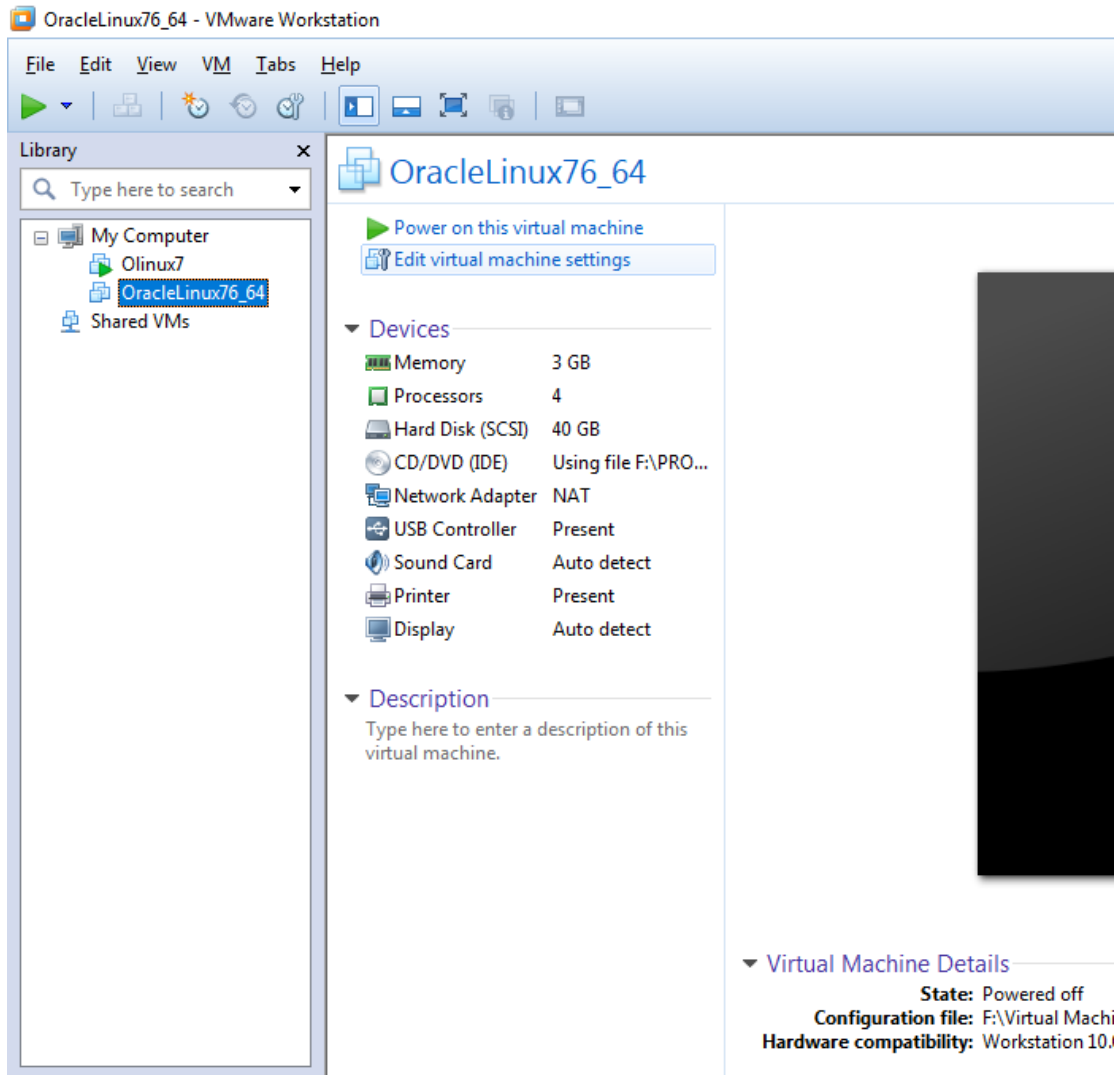 OracleLinux76_64 - VMware Workstation
File Edit View VM Tabs Help
Library
Type here to search
My Computer
Olinux7
OracleLinux76_64
Shared VMs
OracleLinux76_64
Power on this virtual machine
Edit virtual machine settings
Devices
Memory 3 GB
Processors 4
Hard Disk (SCSI) 40 GB
CD/DVD (IDE) Using file F:\PRO...
Network Adapter NAT
USB Controller Present
Sound Card Auto detect
Printer Present
Display Auto detect
Description
Type here to enter a description of this
virtual machine.
Virtual Machine Details
State: Powered off
Configuration file: F:\Virtual Machi
Hardware compatibility: Workstation 10.